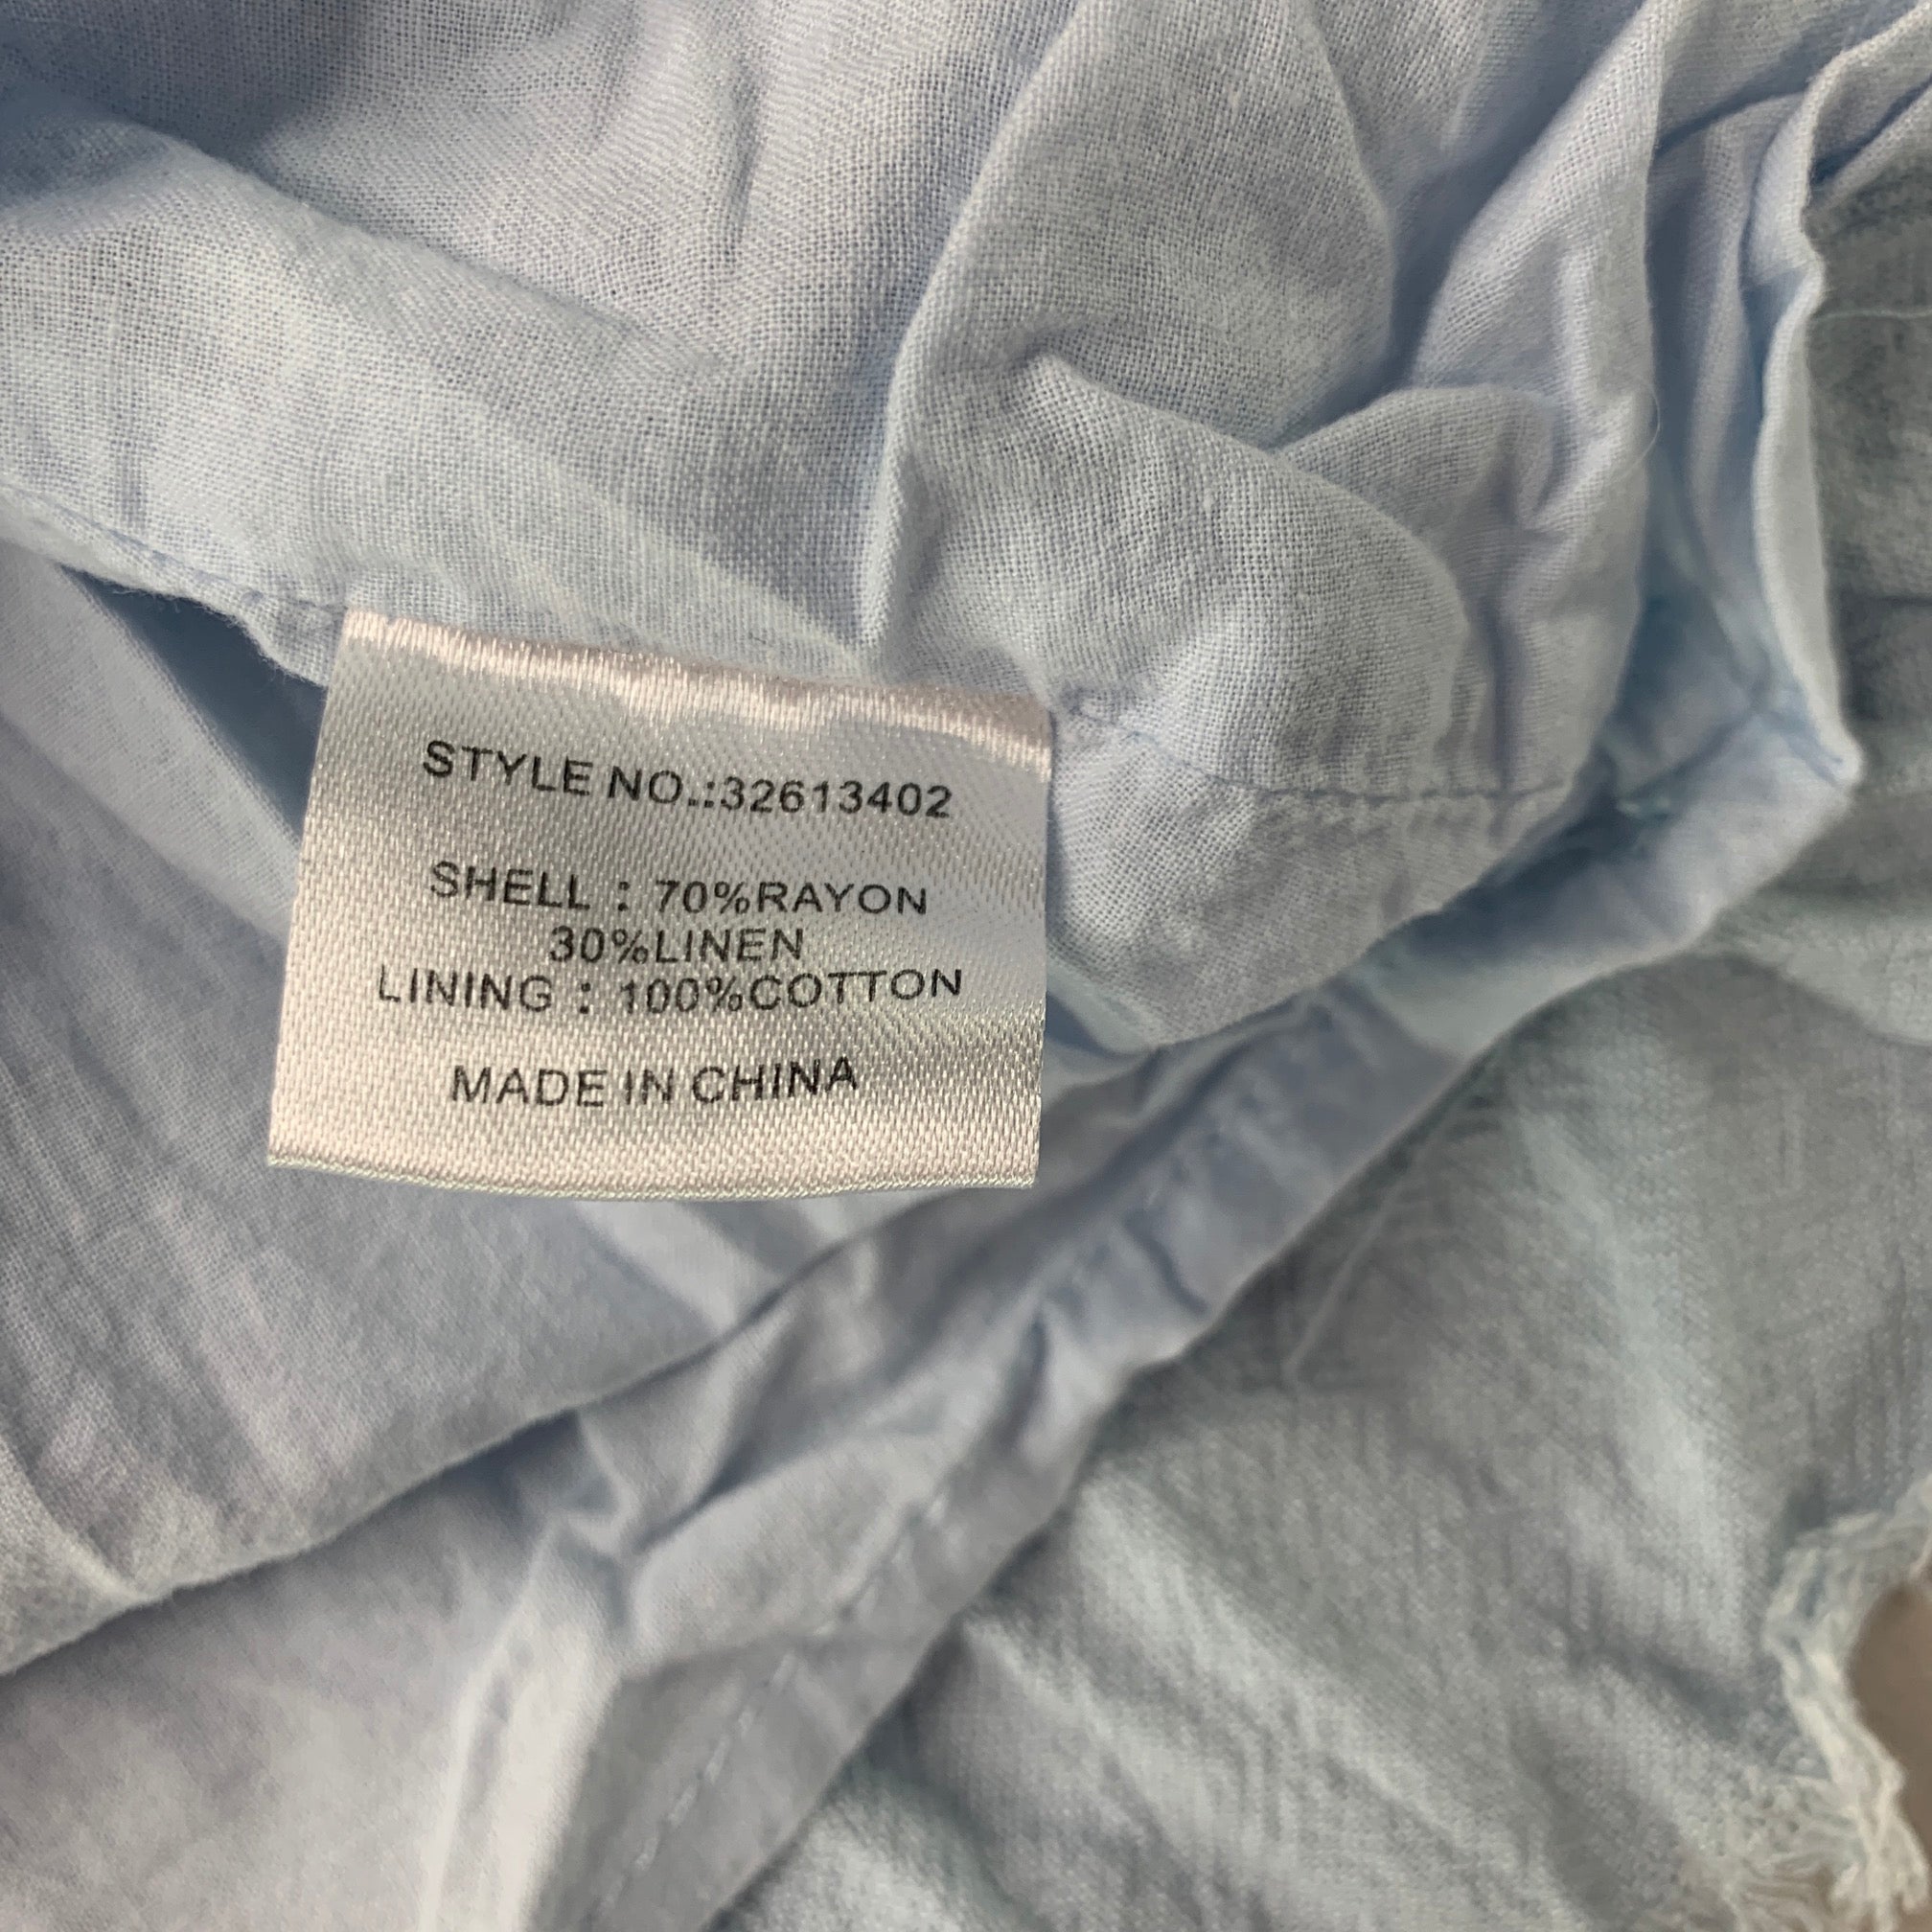 STYLE NO.:32613402
SHELL : 70%RAYON
30%LINEN
LINING : 100%COTTON
MADE IN CHINA